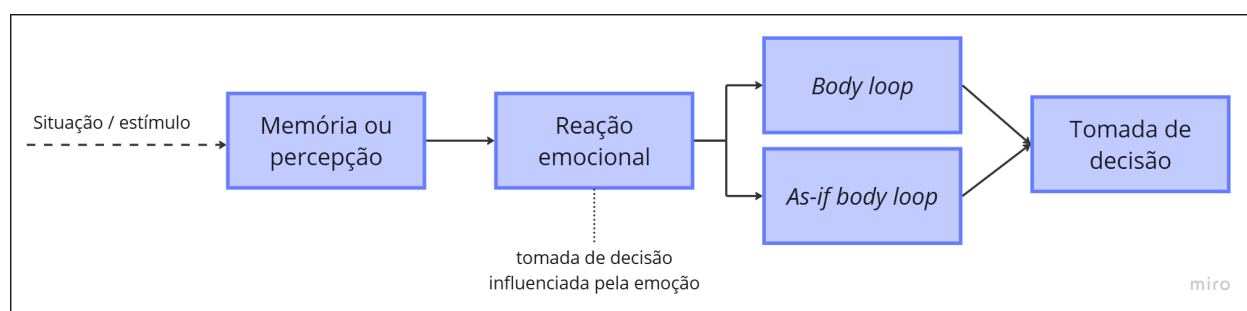 Situação / estímulo
Memória ou
percepção
Reação
emocional
tomada de decisão
influenciada pela emoção
Body loop
As-if body loop
Tomada de
decisão
miro